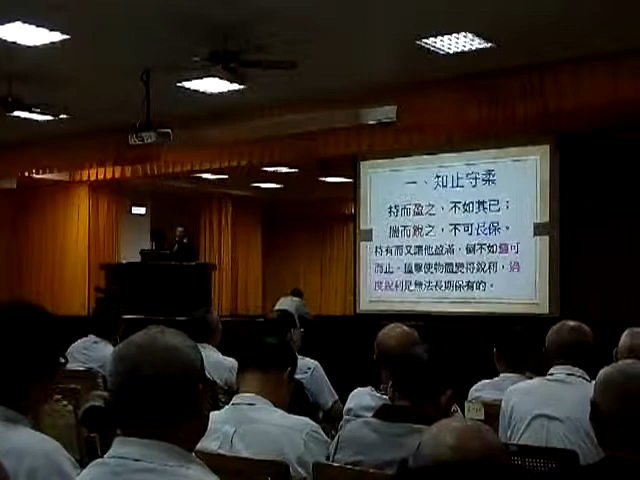 一、知止守柔
持而盈之，不如其已；
揣而銳之，不可長保。
持有而又讓他盈滿，倒不如適可
而止。捶擊使物體變得銳利，過
度銳利是無法長期保有的。